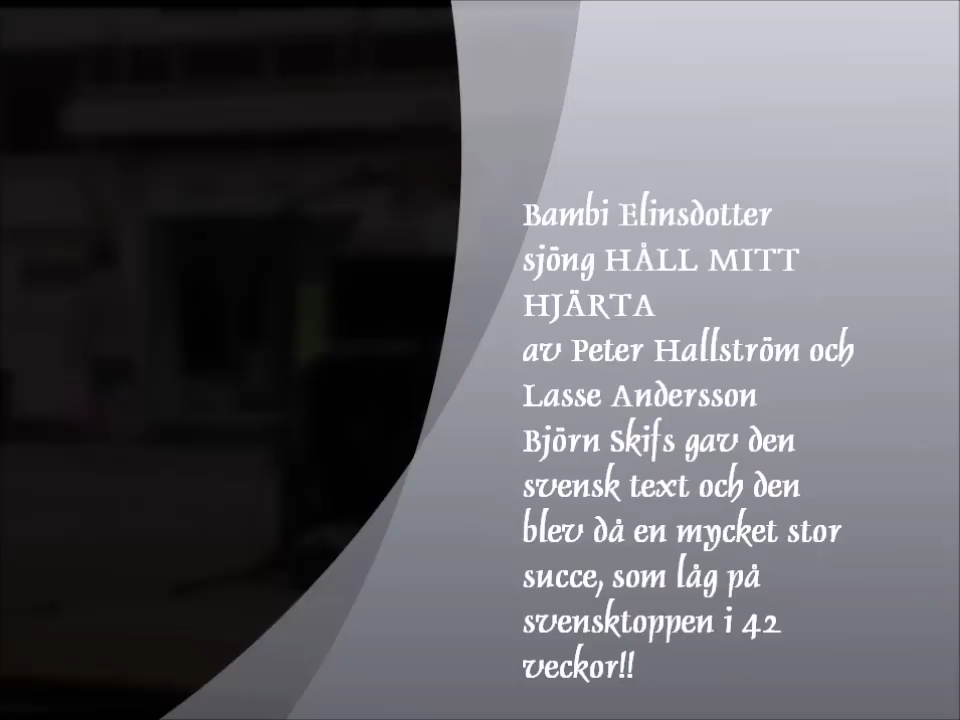 Bambi Elinsdotter
sjöng HÅLL MITT
HJÄRTA
av Peter Hallström och
Lasse Andersson
Björn Skifs gav den
svensk text och den
blev då en mycket stor
succe, som låg på
svensktoppen i 42
veckor!!